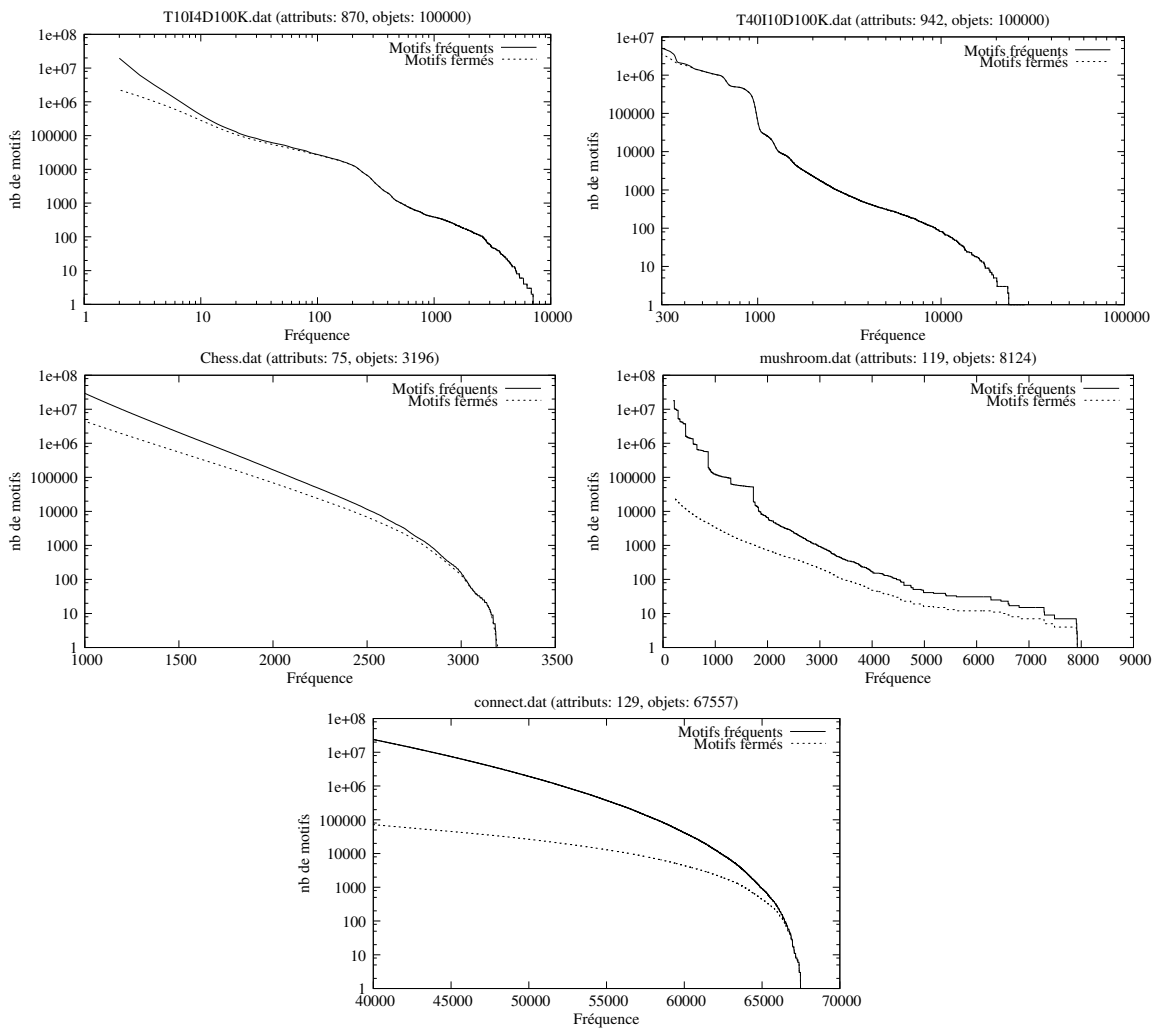 T10I4D100K.dat (attributs: 870, objets: 100000)
1e+08
1e+07
1e+06
100000
10000
1000
100
10
1
nb de motifs
Motifs fréquents
Motifs fermés
1
10
100
1000
10000
Fréquence
T40I10D100K.dat (attributs: 942, objets: 100000)
1e+07
1e+06
100000
10000
1000
100
10
1
nb de motifs
Motifs fréquents
Motifs fermés
300
1000
10000
100000
Fréquence
Chess.dat (attributs: 75, objets: 3196)
1e+08
1e+07
1e+06
100000
10000
1000
100
10
1
nb de motifs
Motifs fréquents
Motifs fermés
1000
1500
2000
2500
3000
3500
Fréquence
mushroom.dat (attributs: 119, objets: 8124)
1e+08
1e+07
1e+06
100000
10000
1000
100
10
1
nb de motifs
Motifs fréquents
Motifs fermés
0
1000
2000
3000
4000
5000
6000
7000
8000
9000
Fréquence
connect.dat (attributs: 129, objets: 67557)
1e+08
1e+07
1e+06
100000
10000
1000
100
10
1
nb de motifs
Motifs fréquents
Motifs fermés
40000
45000
50000
55000
60000
65000
70000
Fréquence